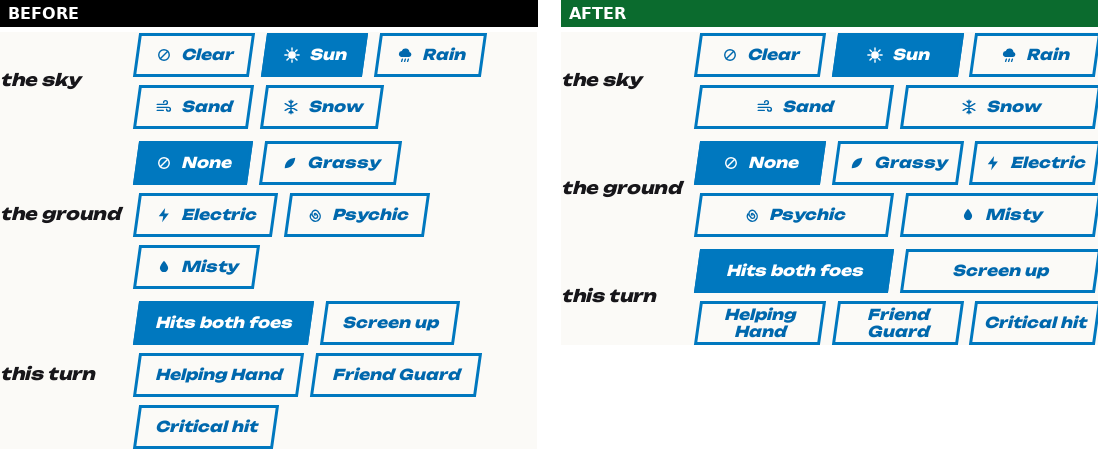 BEFORE
the sky
Clear
Sun
Rain
Sand
Snow
the ground
None
Grassy
Electric
Psychic
Misty
this turn
Hits both foes
Screen up
Helping Hand
Friend Guard
Critical hit
AFTER
the sky
Clear
Sun
Rain
Sand
Snow
the ground
None
Grassy
Electric
Psychic
Misty
this turn
Hits both foes
Screen up
Helping
Hand
Friend
Guard
Critical hit